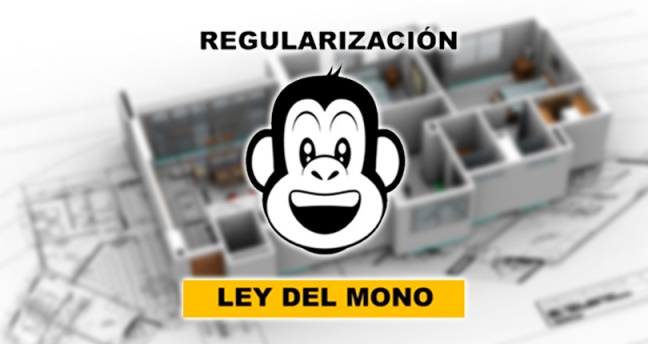 REGULARIZACIÓN
LEY DEL MONO